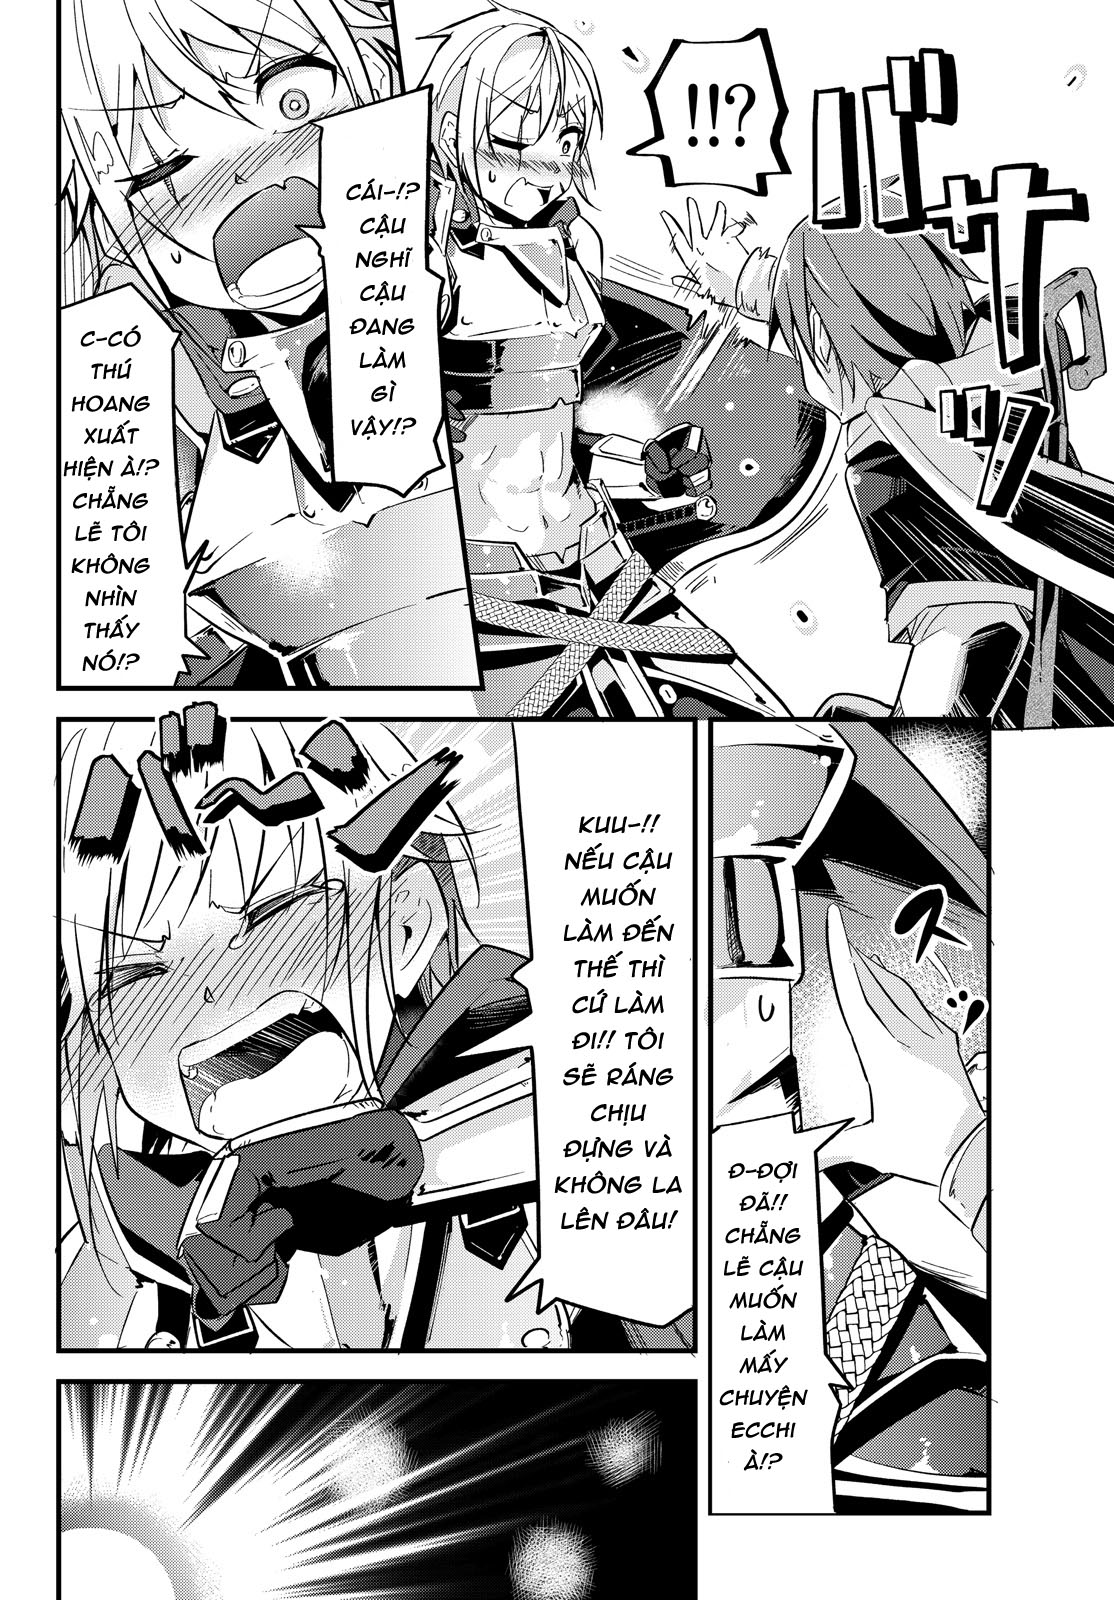 !!?
バサッ
CÁI-!?
CẬU
NGHĨ
CẬU
ĐANG
LÀM
GÌ
VẬY!?
C-CÓ
THÚ
HOANG
XUẤT
HIỆN À!?
CHẲNG
LẼ TÔI
KHÔNG
NHÌN
THẤY
NÓ!?
Đ-ĐỢI
ĐÃ!!
CHẲNG
LẼ CẬU
MUỐN
LÀM
MẤY
CHUYỆN
ECCHI
À!?
KUU-!!
NẾU CẬU
MUỐN
LÀM ĐẾN
THẾ THÌ
CỨ LÀM
ĐI!! TÔI
SẼ RÁNG
CHỊU
ĐỰNG VÀ
KHÔNG LA
LÊN ĐÂU!